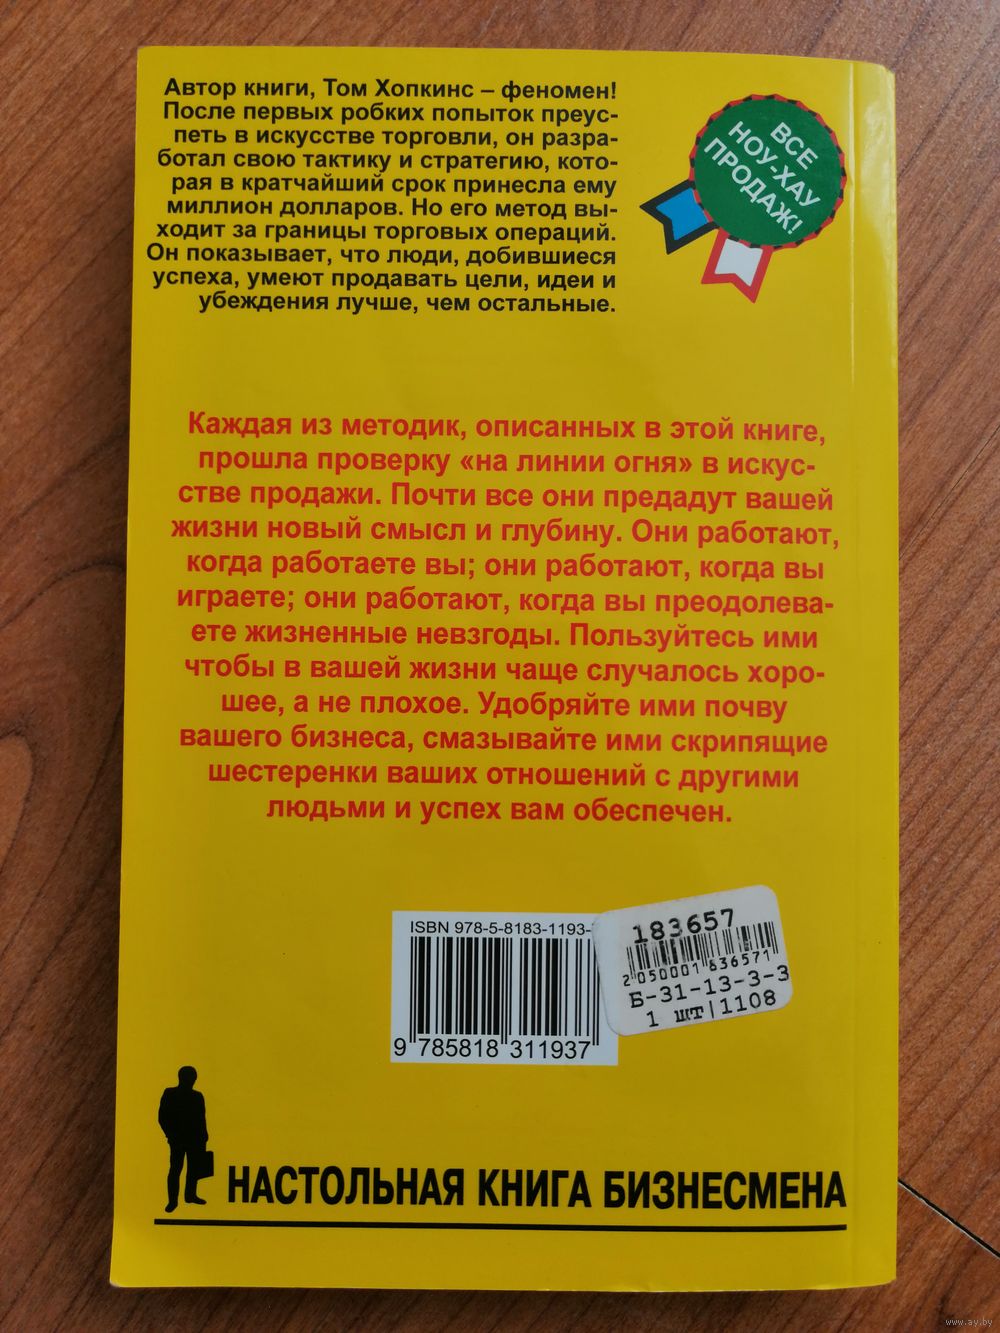 Автор книги, Том Хопкинс – феномен!
После первых робких попыток преус-
петь в искусстве торговли, он разра-
ботал свою тактику и стратегию, кото-
рая в кратчайший срок принесла ему
миллион долларов. Но его метод вы-
ходит за границы торговых операций.
Он показывает, что люди, добившиеся
успеха, умеют продавать цели, идеи и
убеждения лучше, чем остальные.
ВСЕ
НОУ-ХАУ
ПРОДАЖ!
Каждая из методик, описанных в этой книге,
прошла проверку «на линии огня» в искус-
стве продажи. Почти все они предадут вашей
жизни новый смысл и глубину. Они работают,
когда работаете вы; они работают, когда вы
играете; они работают, когда вы преодолева-
ете жизненные невзгоды. Пользуйтесь ими
чтобы в вашей жизни чаще случалось хоро-
шее, а не плохое. Удобряйте ими почву
вашего бизнеса, смазывайте ими скрипящие
шестеренки ваших отношений с другими
людьми и успех вам обеспечен.
ISBN 978-5-8183-1193-
9 785818 311937
183657
2 050001 836571
Б-31-13-3-3
1 шт|1108
НАСТОЛЬНАЯ КНИГА БИЗНЕСМЕНА
www.ay.by